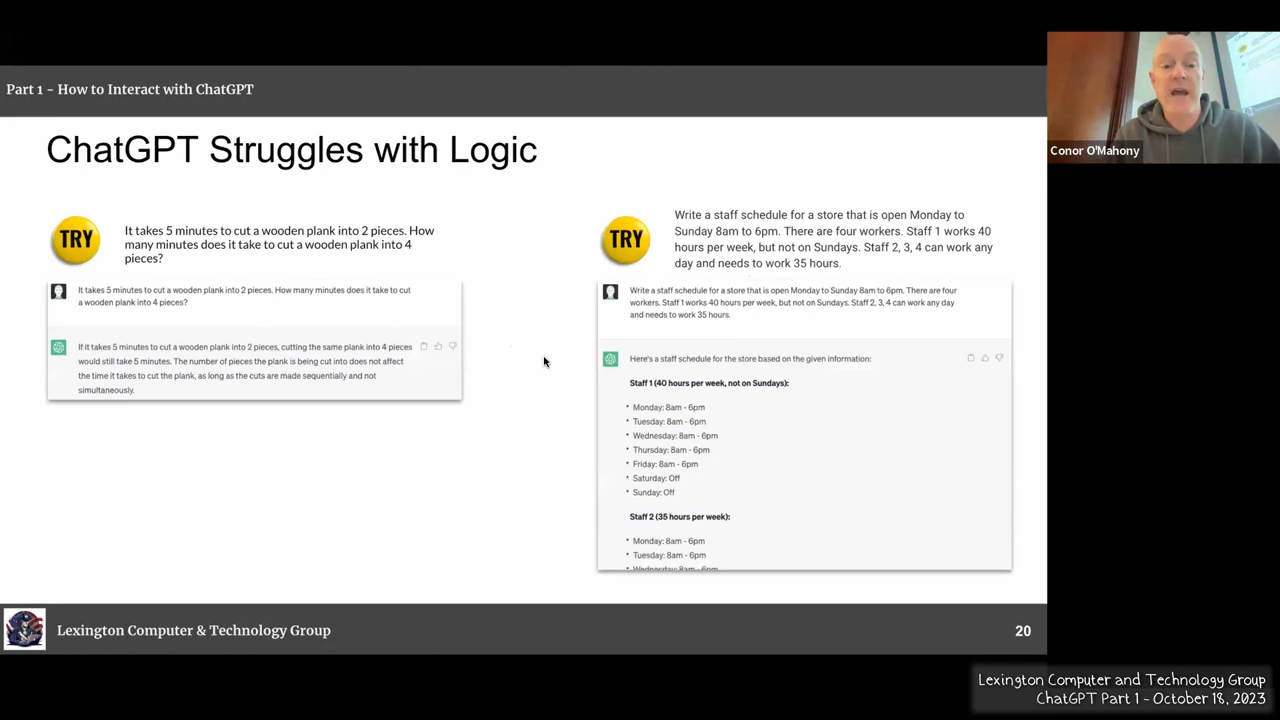 Part 1 - How to Interact with ChatGPT
ChatGPT Struggles with Logic
TRY
It takes 5 minutes to cut a wooden plank into 2 pieces. How
many minutes does it take to cut a wooden plank into 4
pieces?
It takes 5 minutes to cut a wooden plank into 2 pieces. How many minutes does it take to cut
a wooden plank into 4 pieces?
If it takes 5 minutes to cut a wooden plank into 2 pieces, cutting the same plank into 4 pieces
would still take 5 minutes. The number of pieces the plank is being cut into does not affect
the time it takes to cut the plank, as long as the cuts are made sequentially and not
simultaneously.
TRY
Write a staff schedule for a store that is open Monday to
Sunday 8am to 6pm. There are four workers. Staff 1 works 40
hours per week, but not on Sundays. Staff 2, 3, 4 can work any
day and needs to work 35 hours.
Write a staff schedule for a store that is open Monday to Sunday 8am to 6pm. There are four
workers. Staff 1 works 40 hours per week, but not on Sundays. Staff 2, 3, 4 can work any day
and needs to work 35 hours.
Here's a staff schedule for the store based on the given information:
Staff 1 (40 hours per week, not on Sundays):
• Monday: 8am - 6pm
• Tuesday: 8am - 6pm
• Wednesday: 8am - 6pm
• Thursday: 8am - 6pm
• Friday: 8am - 6pm
• Saturday: Off
• Sunday: Off
Staff 2 (35 hours per week):
• Monday: 8am - 6pm
• Tuesday: 8am - 6pm
• Wednesday: 8am - 6pm
Lexington Computer & Technology Group
20
Conor O'Mahony
Lexington Computer and Technology Group
ChatGPT Part 1 - October 18, 2023